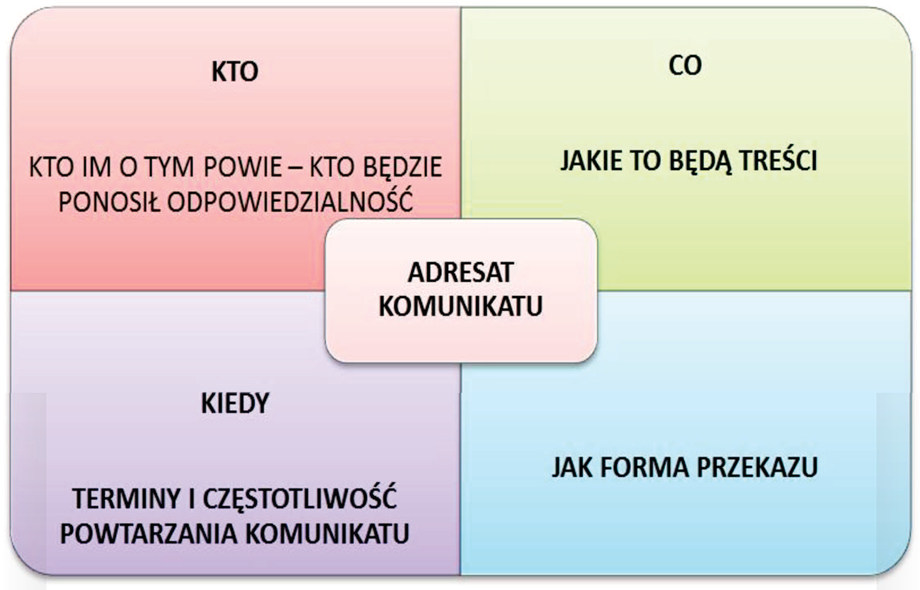 KTO
KTO IM O TYM POWIE – KTO BĘDZIE
PONOSIŁ ODPOWIEDZIALNOŚĆ
CO
JAKIE TO BĘDĄ TREŚCI
ADRESAT
KOMUNIKATU
KIEDY
TERMINY I CZĘSTOTLIWOŚĆ
POWTARZANIA KOMUNIKATU
JAK FORMA PRZEKAZU